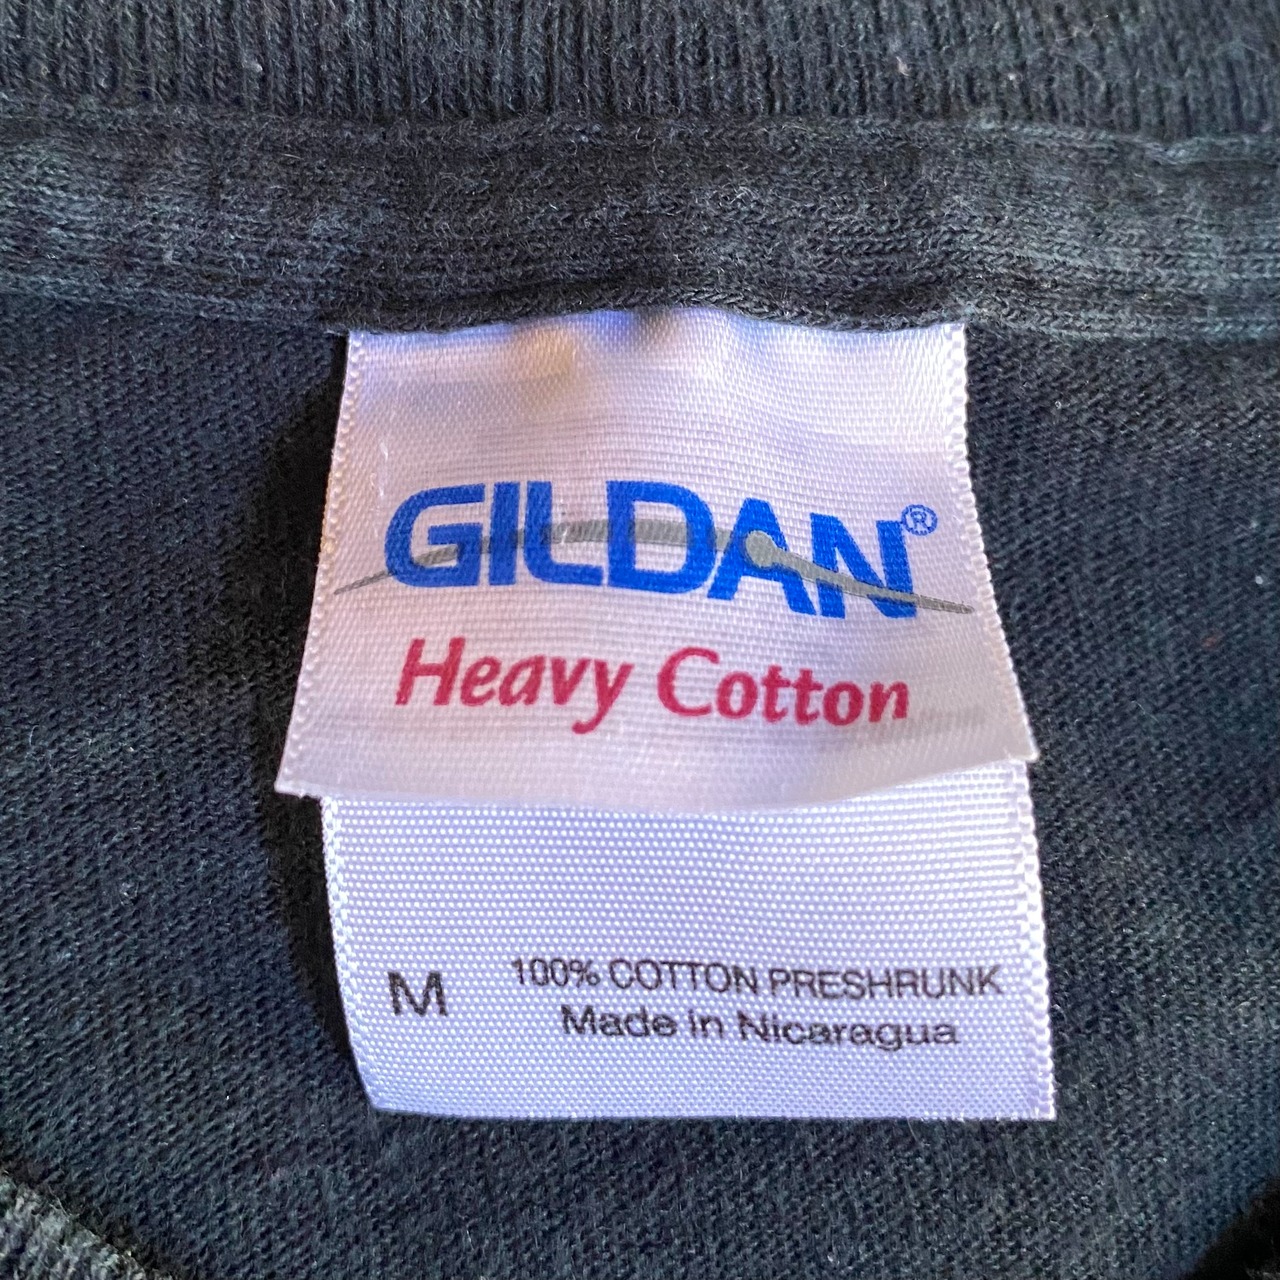 GILDAN®
Heavy Cotton
M 100% COTTON PRESHRUNK
Made in Nicaragua